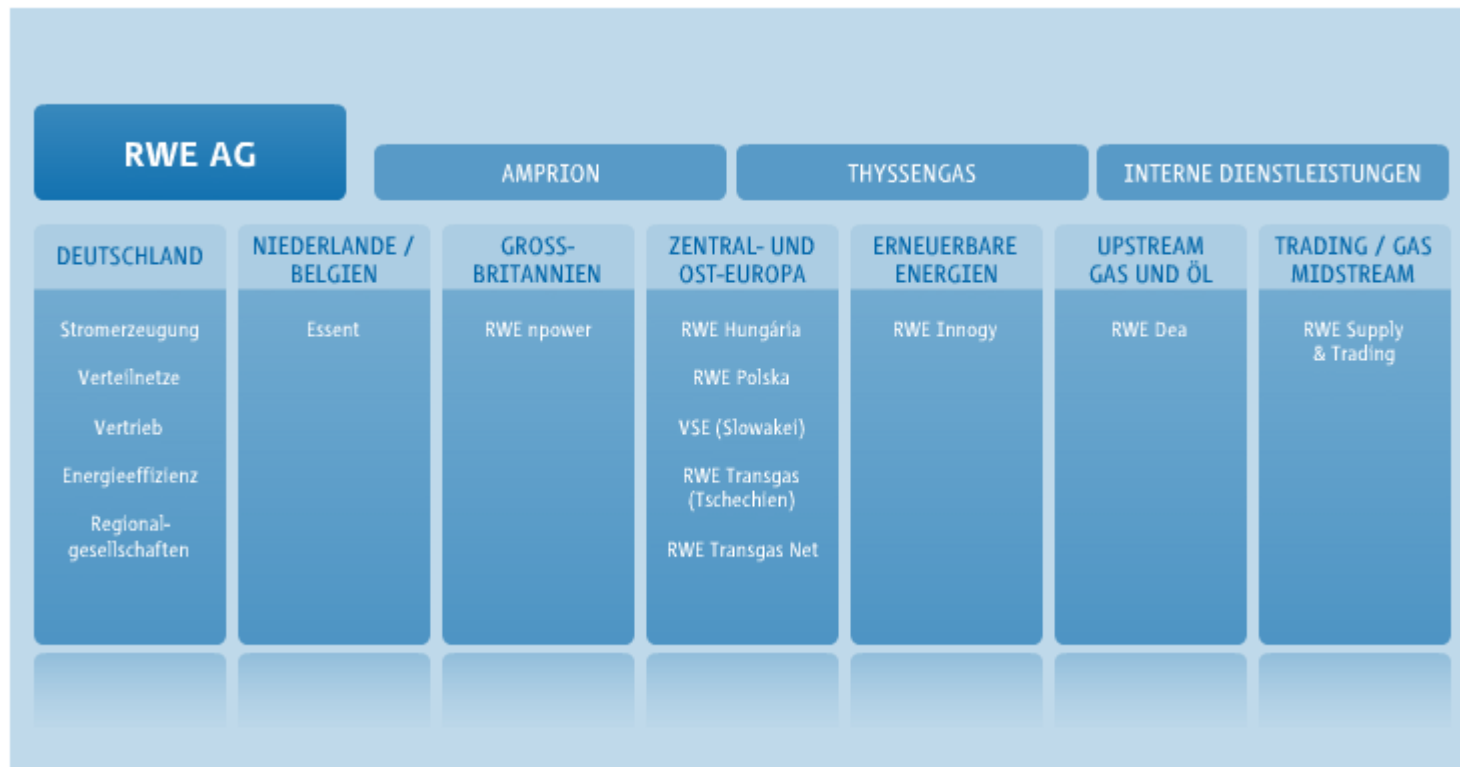 RWE AG
AMPRION
THYSSENGAS
INTERNE DIENSTLEISTUNGEN
DEUTSCHLAND
Stromerzeugung
Verteilnetze
Vertrieb
Energieeffizienz
Regional-
gesellschaften
NIEDERLANDE /
BELGIEN
Essent
GROSS-
BRITANNIEN
RWE npower
ZENTRAL- UND
OST-EUROPA
RWE Hungária
RWE Polska
VSE (Slowakei)
RWE Transgas
(Tschechien)
RWE Transgas Net
ERNEUERBARE
ENERGIEN
RWE Innogy
UPSTREAM
GAS UND ÖL
RWE Dea
TRADING / GAS
MIDSTREAM
RWE Supply
& Trading